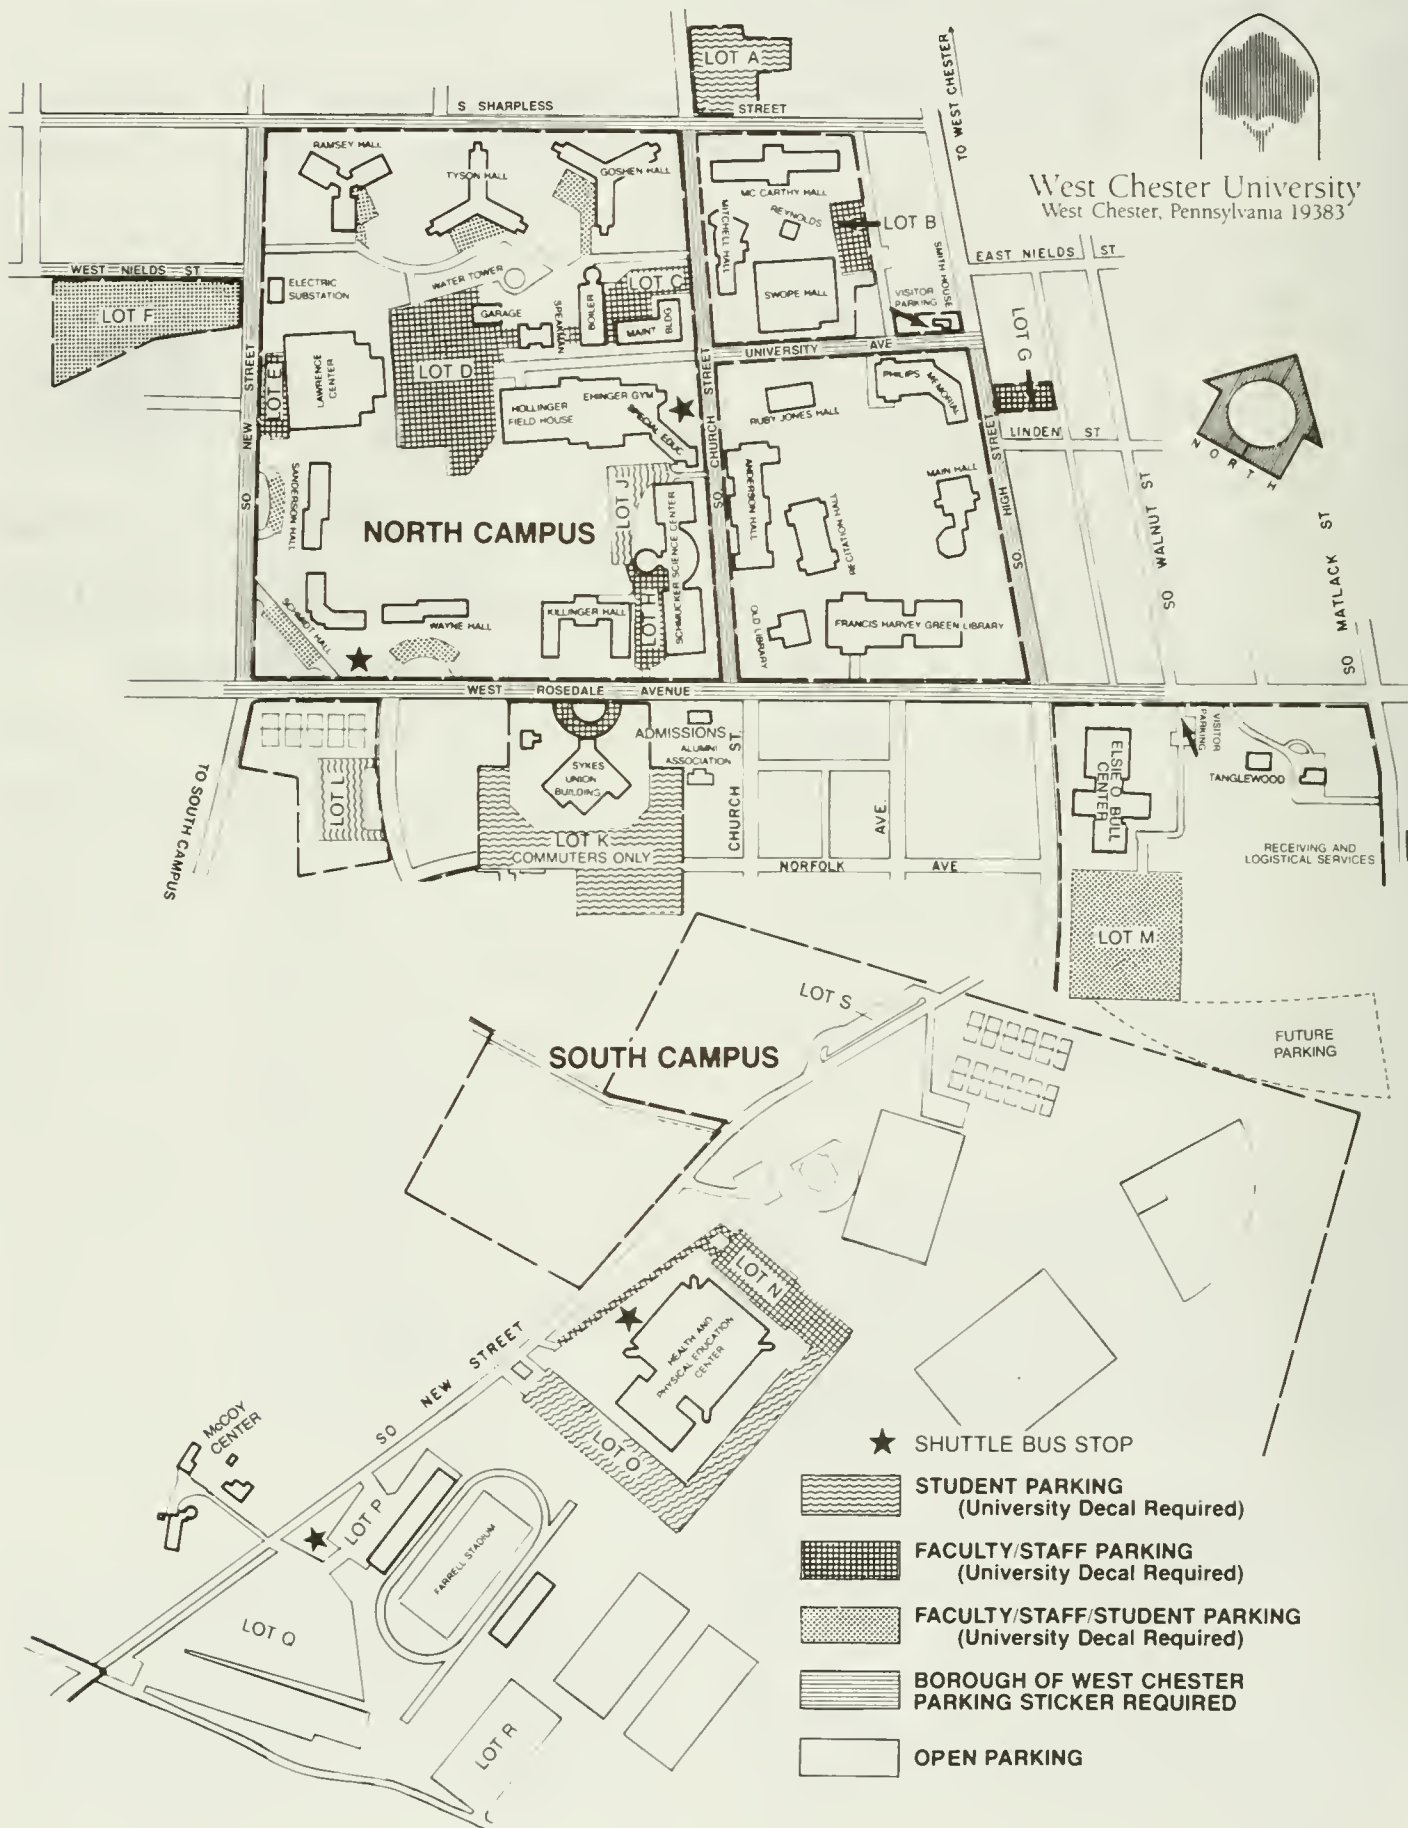 LOT A
S SHARPLESS STREET
TO WEST CHESTER
West Chester University
West Chester, Pennsylvania 19383
RAMSEY HALL
TYSON HALL
GOSHEN HALL
MC CARTHY HALL
REYNOLDS
MITCHELL HALL
LOT B
SWOPE HALL
SMITH HOUSE
VISITOR
PARKING
EAST NIELDS ST
WEST NIELDS ST
ELECTRIC
SUBSTATION
WATER TOWER
LOT C
LOT F
GARAGE
SPEAKMAN
BOILER
MAINT
BLDG
UNIVERSITY AVE
LOT G
SO NEW STREET
LOT E
LAWRENCE
CENTER
LOT D
HOLLINGER
FIELD HOUSE
EHINGER GYM
SPECIAL EDUC
SO. CHURCH STREET
RUBY JONES HALL
PHILIPS MEMORIAL
LINDEN ST
NORTH
SANDERSON HALL
NORTH CAMPUS
LOT J
SCHMUCKER SCIENCE CENTER
ANDERSON HALL
RECITATION HALL
MAIN HALL
SO. HIGH STREET
SO WALNUT ST
SO MATLACK ST
SCHMIDT HALL
WAYNE HALL
KILLINGER HALL
LOT H
OLD LIBRARY
FRANCIS HARVEY GREEN LIBRARY
WEST ROSEDALE AVENUE
TO SOUTH CAMPUS
LOT L
SYKES
UNION
BUILDING
ADMISSIONS
ALUMNI
ASSOCIATION
CHURCH ST.
AVE.
LOT K
COMMUTERS ONLY
NORFOLK AVE
ELSIE O BULL
CENTER
VISITOR
PARKING
TANGLEWOOD
RECEIVING AND
LOGISTICAL SERVICES
LOT M
LOT S
SOUTH CAMPUS
FUTURE
PARKING
LOT N
HEALTH AND
PHYSICAL EDUCATION
CENTER
SO NEW STREET
LOT O
McCOY
CENTER
LOT P
FARRELL STADIUM
LOT Q
LOT R
SHUTTLE BUS STOP
STUDENT PARKING
(University Decal Required)
FACULTY/STAFF PARKING
(University Decal Required)
FACULTY/STAFF/STUDENT PARKING
(University Decal Required)
BOROUGH OF WEST CHESTER
PARKING STICKER REQUIRED
OPEN PARKING